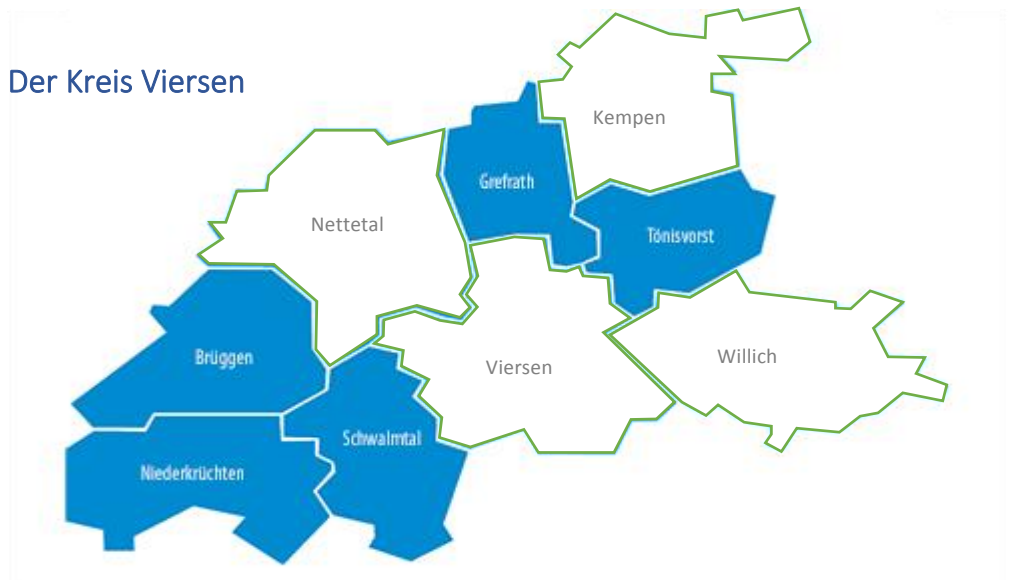 Der Kreis Viersen
Kempen
Grefrath
Nettetal
Tönisvorst
Brüggen
Viersen
Willich
Schwalmtal
Niederkrüchten